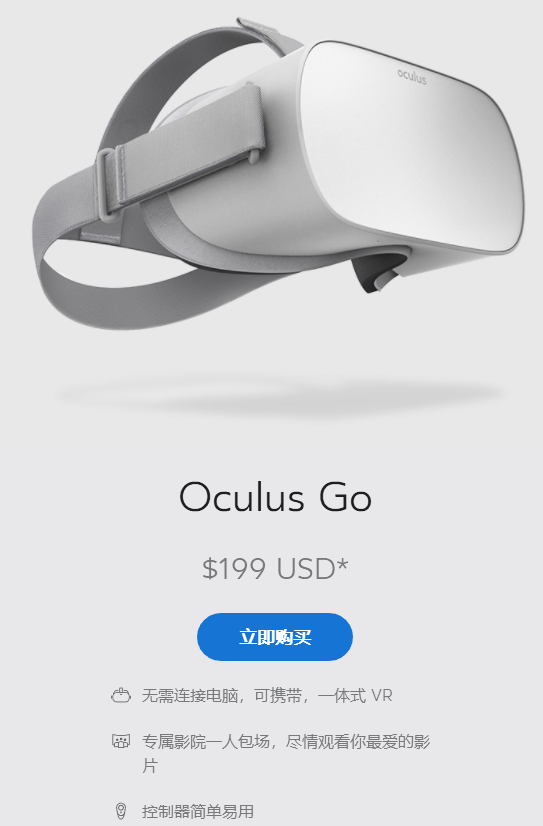 oculus
Oculus Go
$199 USD*
立即购买
无需连接电脑，可携带，一体式 VR
专属影院一人包场，尽情观看你最爱的影
片
控制器简单易用